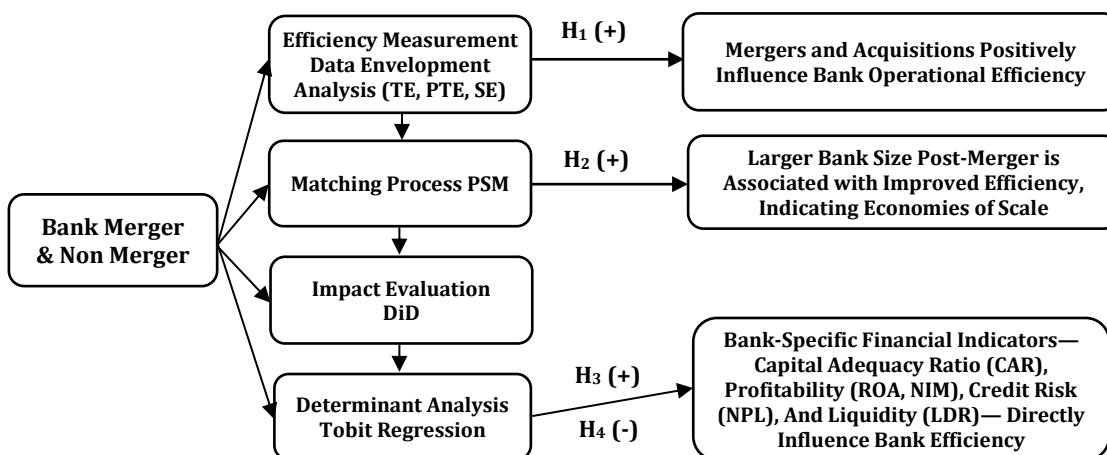 Bank Merger
& Non Merger
Efficiency Measurement
Data Envelopment
Analysis (TE, PTE, SE)
H₁ (+)
Mergers and Acquisitions Positively
Influence Bank Operational Efficiency
Matching Process PSM
H₂ (+)
Larger Bank Size Post-Merger is
Associated with Improved Efficiency,
Indicating Economies of Scale
Impact Evaluation
DiD
Determinant Analysis
Tobit Regression
H₃ (+)
H₄ (-)
Bank-Specific Financial Indicators—
Capital Adequacy Ratio (CAR),
Profitability (ROA, NIM), Credit Risk
(NPL), And Liquidity (LDR)— Directly
Influence Bank Efficiency